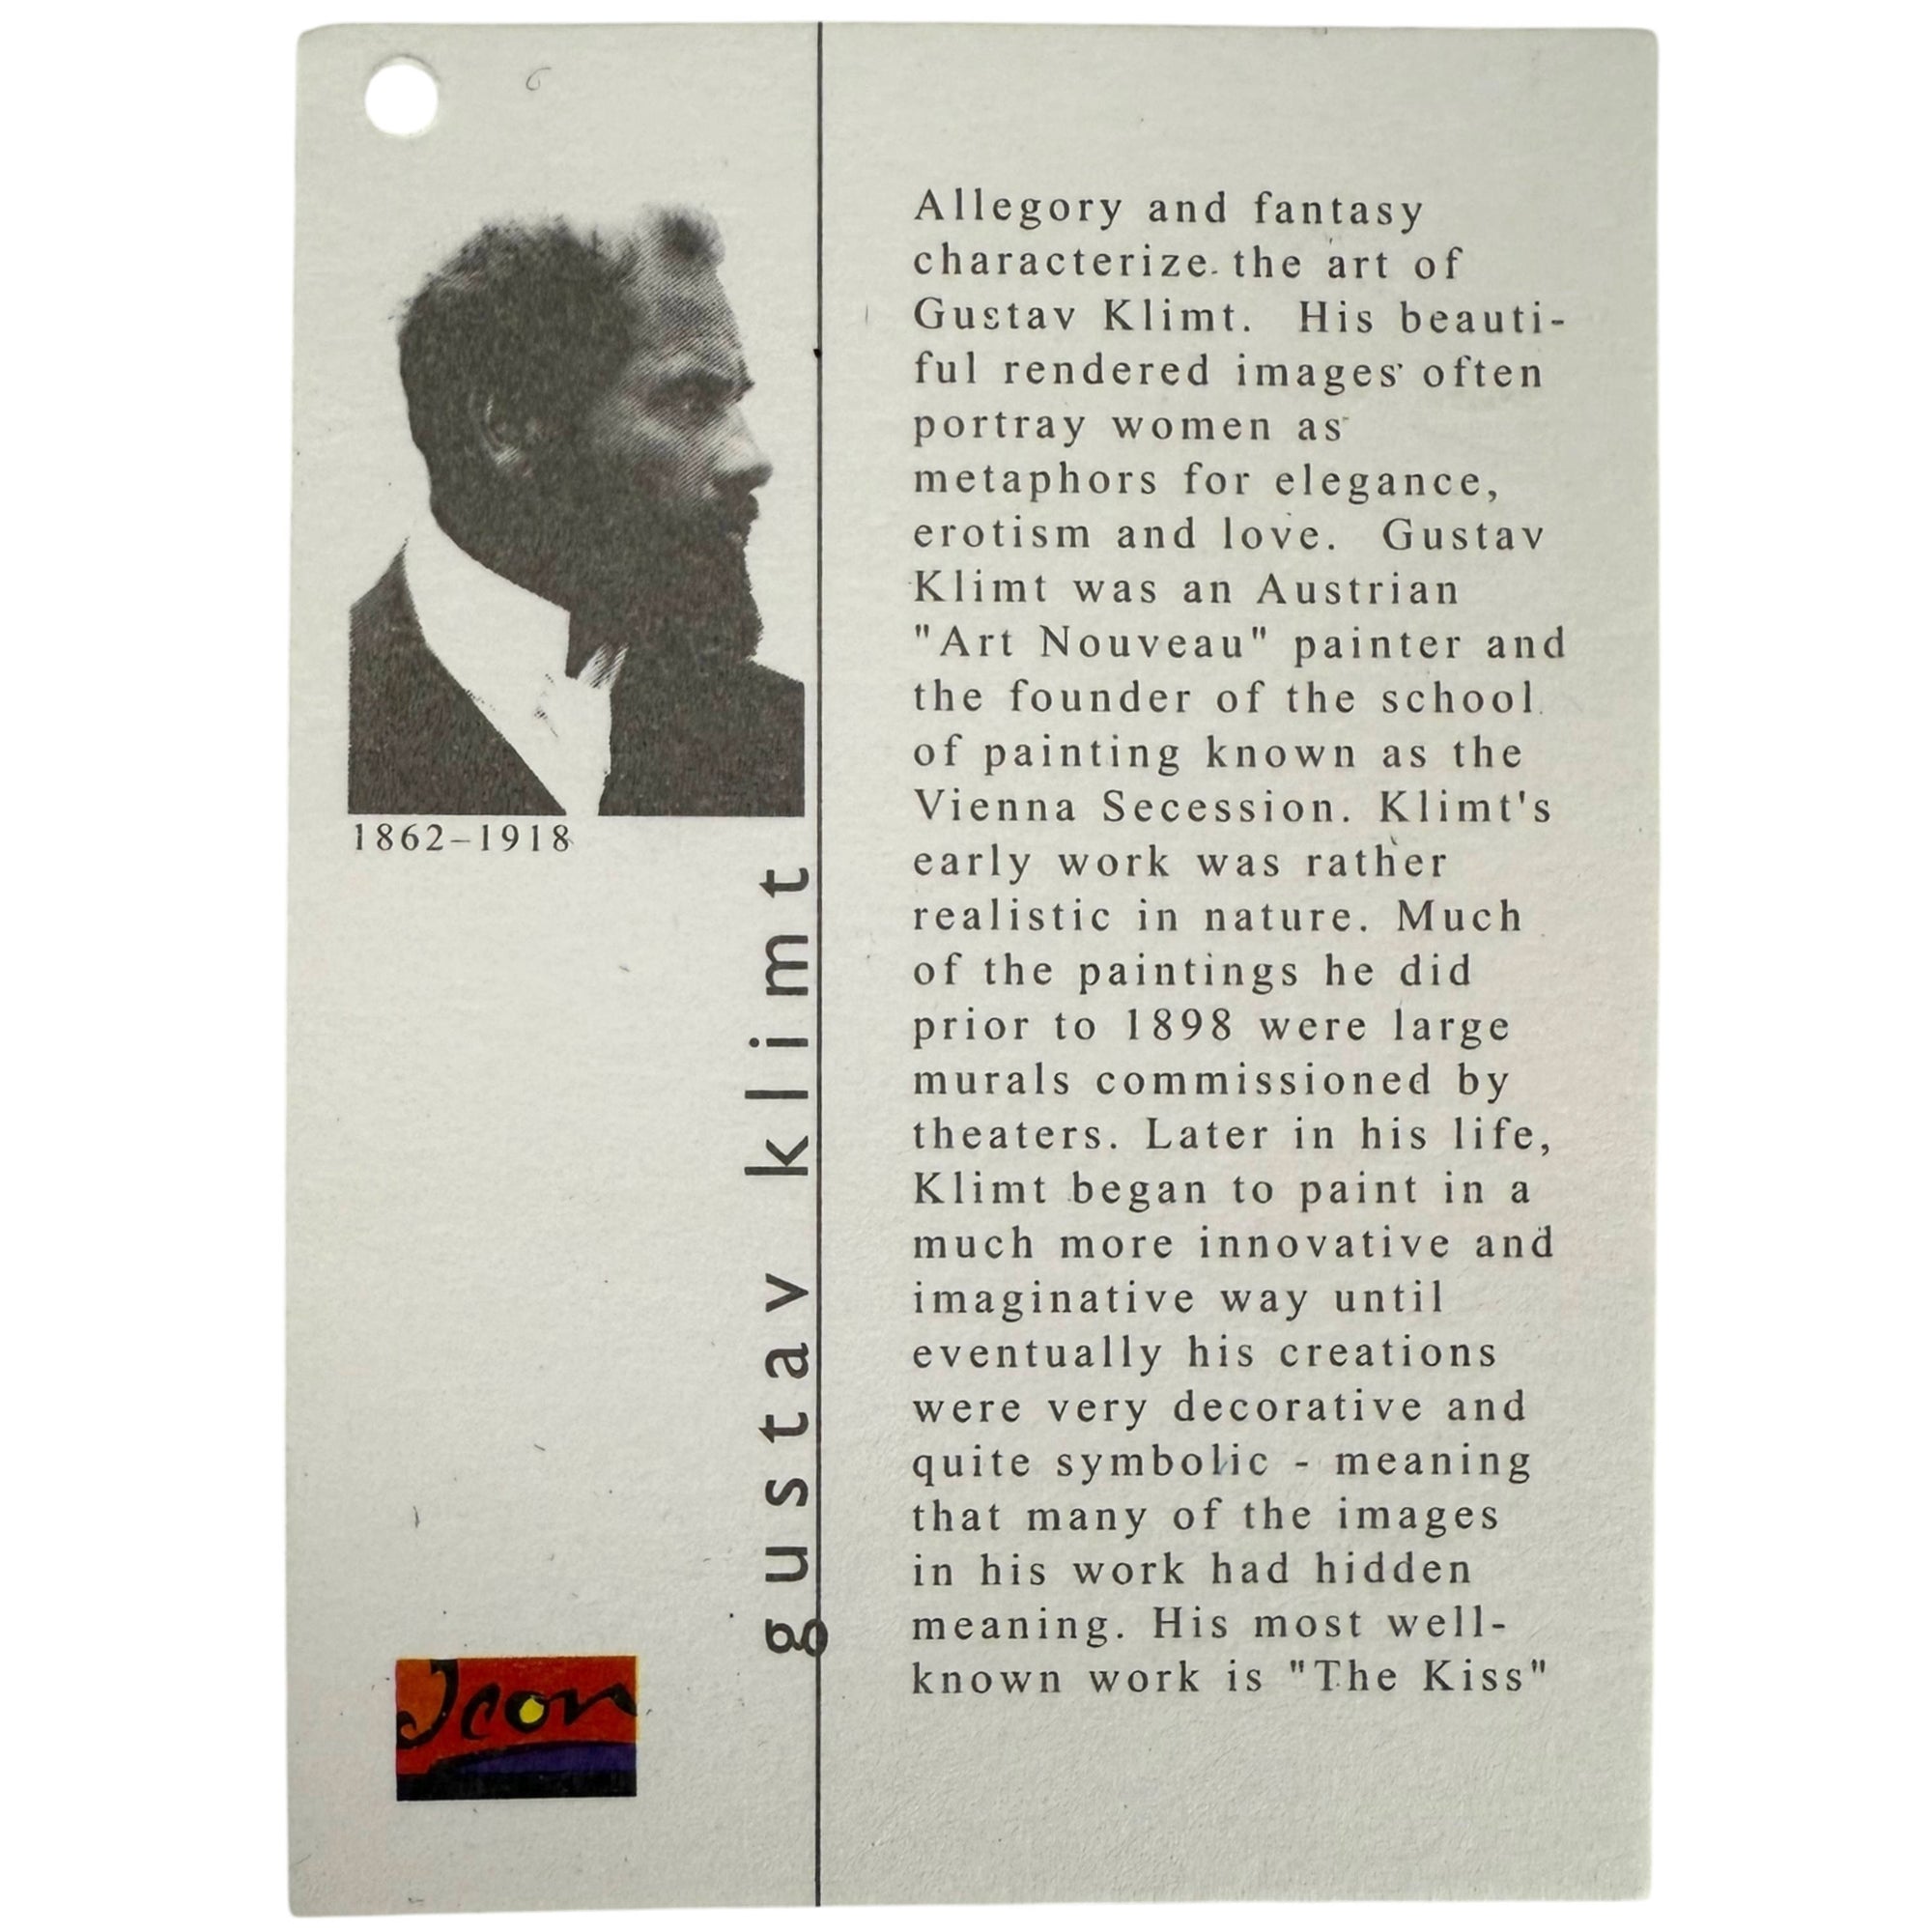 1862–1918
gustav klimt
Icon
Allegory and fantasy
characterize the art of
Gustav Klimt.  His beauti-
ful rendered images often
portray women as
metaphors for elegance,
erotism and love.  Gustav
Klimt was an Austrian
"Art Nouveau" painter and
the founder of the school
of painting known as the
Vienna Secession. Klimt's
early work was rather
realistic in nature. Much
of the paintings he did
prior to 1898 were large
murals commissioned by
theaters. Later in his life,
Klimt began to paint in a
much more innovative and
imaginative way until
eventually his creations
were very decorative and
quite symbolic - meaning
that many of the images
in his work had hidden
meaning. His most well-
known work is "The Kiss"